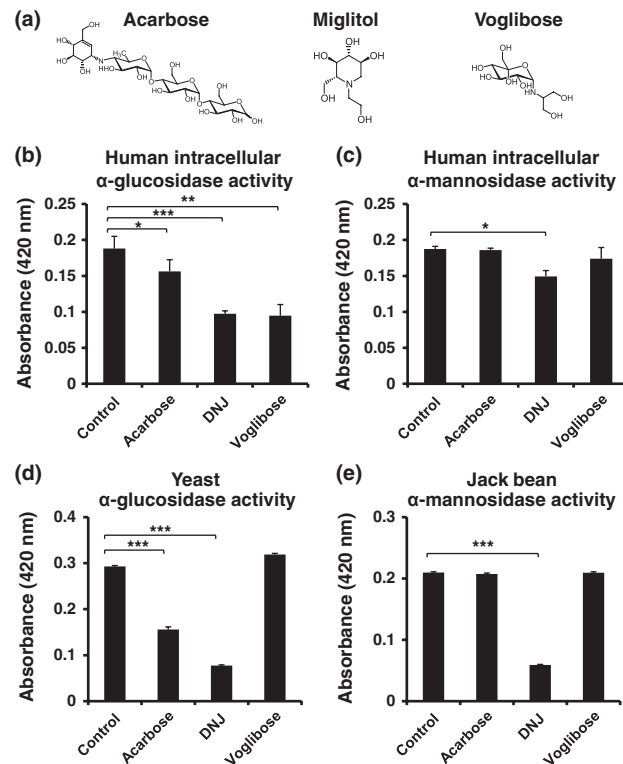 (a) Acarbose Miglitol Voglibose
(b) Human intracellular
α-glucosidase activity
** 
***
*
Absorbance (420 nm)
0.25
0.2
0.15
0.1
0.05
0
Control Acarbose DNJ Voglibose
(c) Human intracellular
α-mannosidase activity
*
Absorbance (420 nm)
0.25
0.2
0.15
0.1
0.05
0
Control Acarbose DNJ Voglibose
(d) Yeast
α-glucosidase activity
***
***
Absorbance (420 nm)
0.4
0.3
0.2
0.1
0
Control Acarbose DNJ Voglibose
(e) Jack bean
α-mannosidase activity
***
Absorbance (420 nm)
0.3
0.2
0.1
0
Control Acarbose DNJ Voglibose